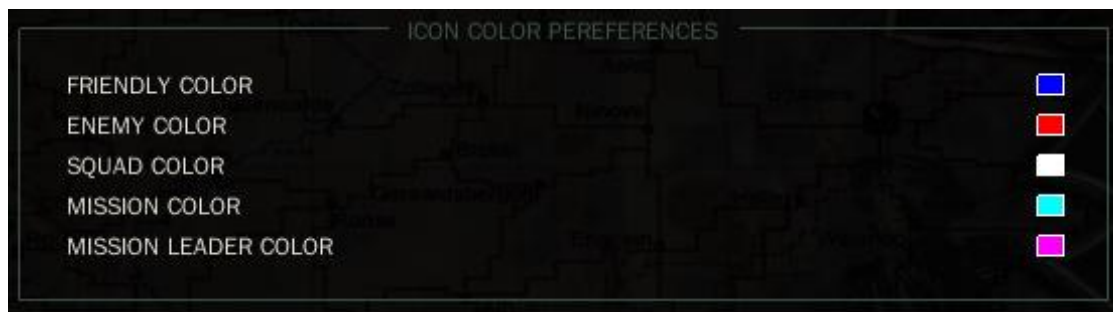 ICON COLOR PEREFERENCES
FRIENDLY COLOR
ENEMY COLOR
SQUAD COLOR
MISSION COLOR
MISSION LEADER COLOR